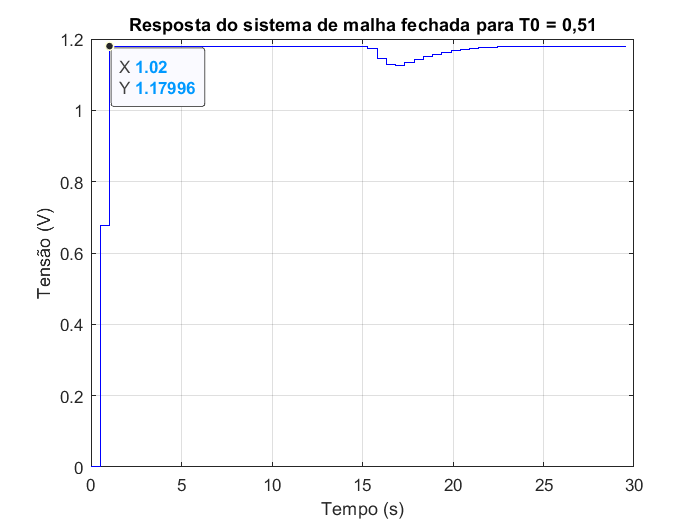 Resposta do sistema de malha fechada para T0 = 0,51
1.2
1
0.8
0.6
0.4
0.2
0
X 1.02
Y 1.17996
Tensão (V)
0 5 10 15 20 25 30
Tempo (s)